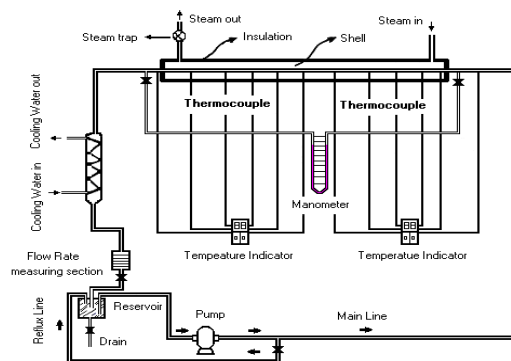 Steam out
Steam in
Steam trap
Insulation
Shell
Cooling Water out
Thermocouple
Thermocouple
Cooling Water in
Manometer
Tempeature Indicator
Temperatue Indicator
Flow Rate
measuring section
Reflux Line
Reservoir
Pump
Main Line
Drain